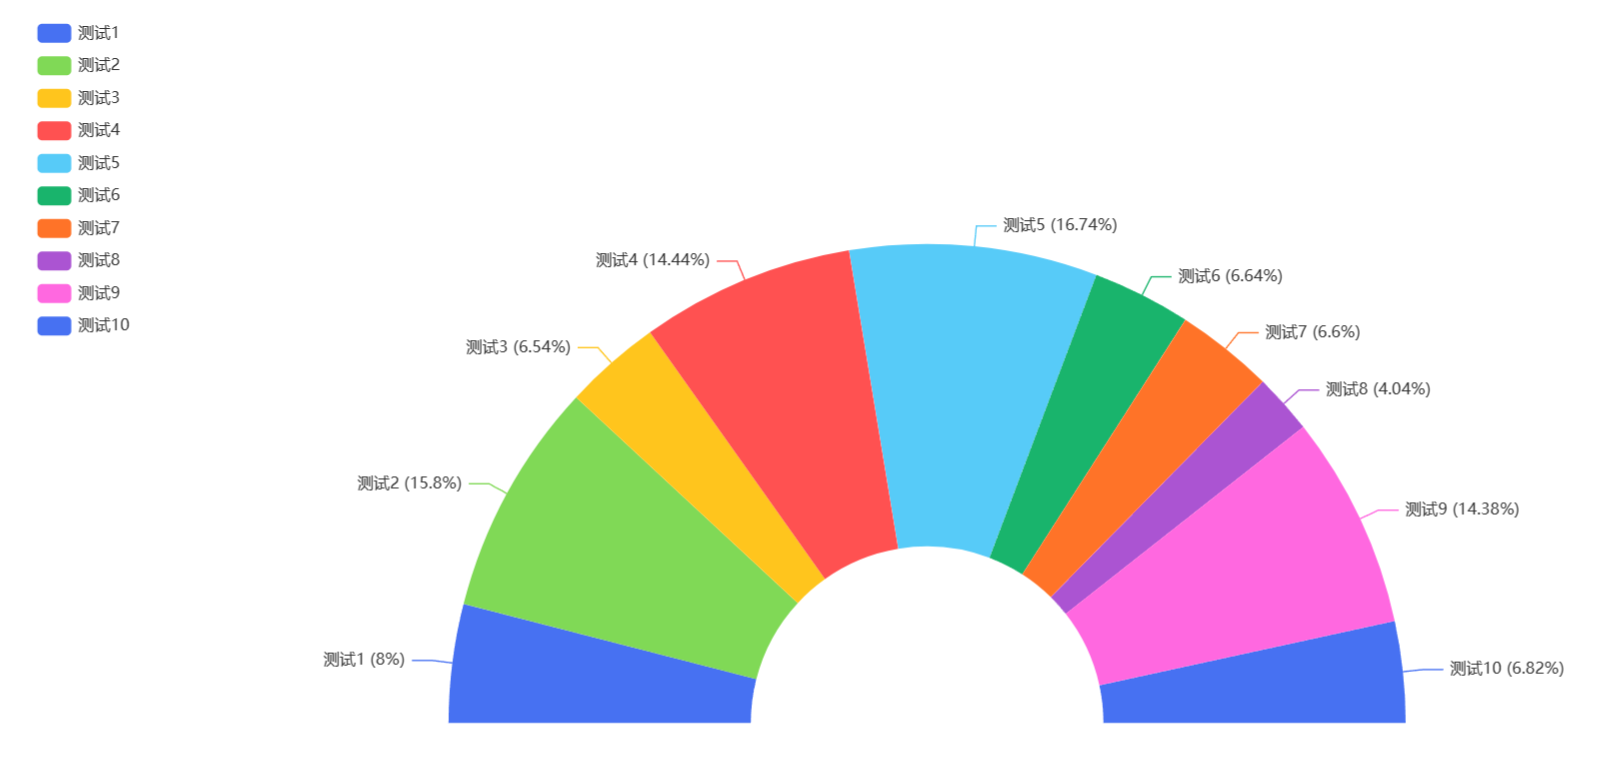 测试1
测试2
测试3
测试4
测试5
测试6
测试7
测试8
测试9
测试10
测试5 (16.74%)
测试4 (14.44%)
测试6 (6.64%)
测试7 (6.6%)
测试3 (6.54%)
测试8 (4.04%)
测试2 (15.8%)
测试9 (14.38%)
测试1 (8%)
测试10 (6.82%)